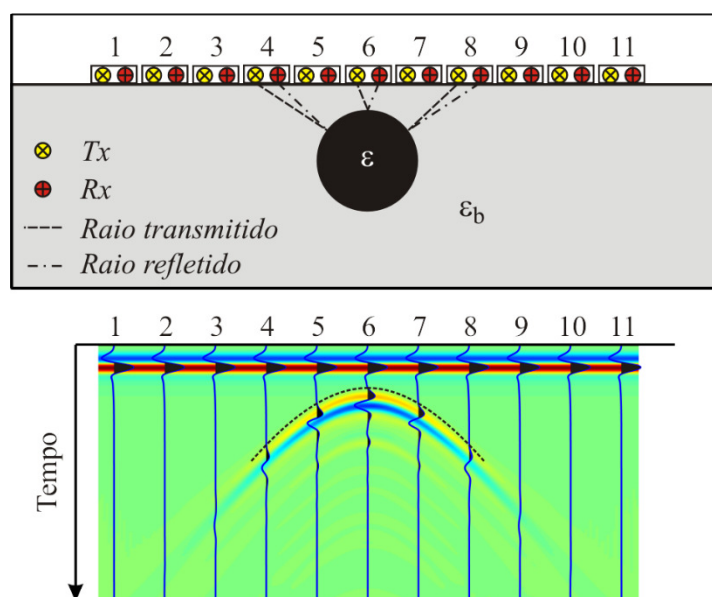 1 2 3 4 5 6 7 8 9 10 11
ε
Tx
Rx
ε_b
Raio transmitido
Raio refletido
1 2 3 4 5 6 7 8 9 10 11
Tempo